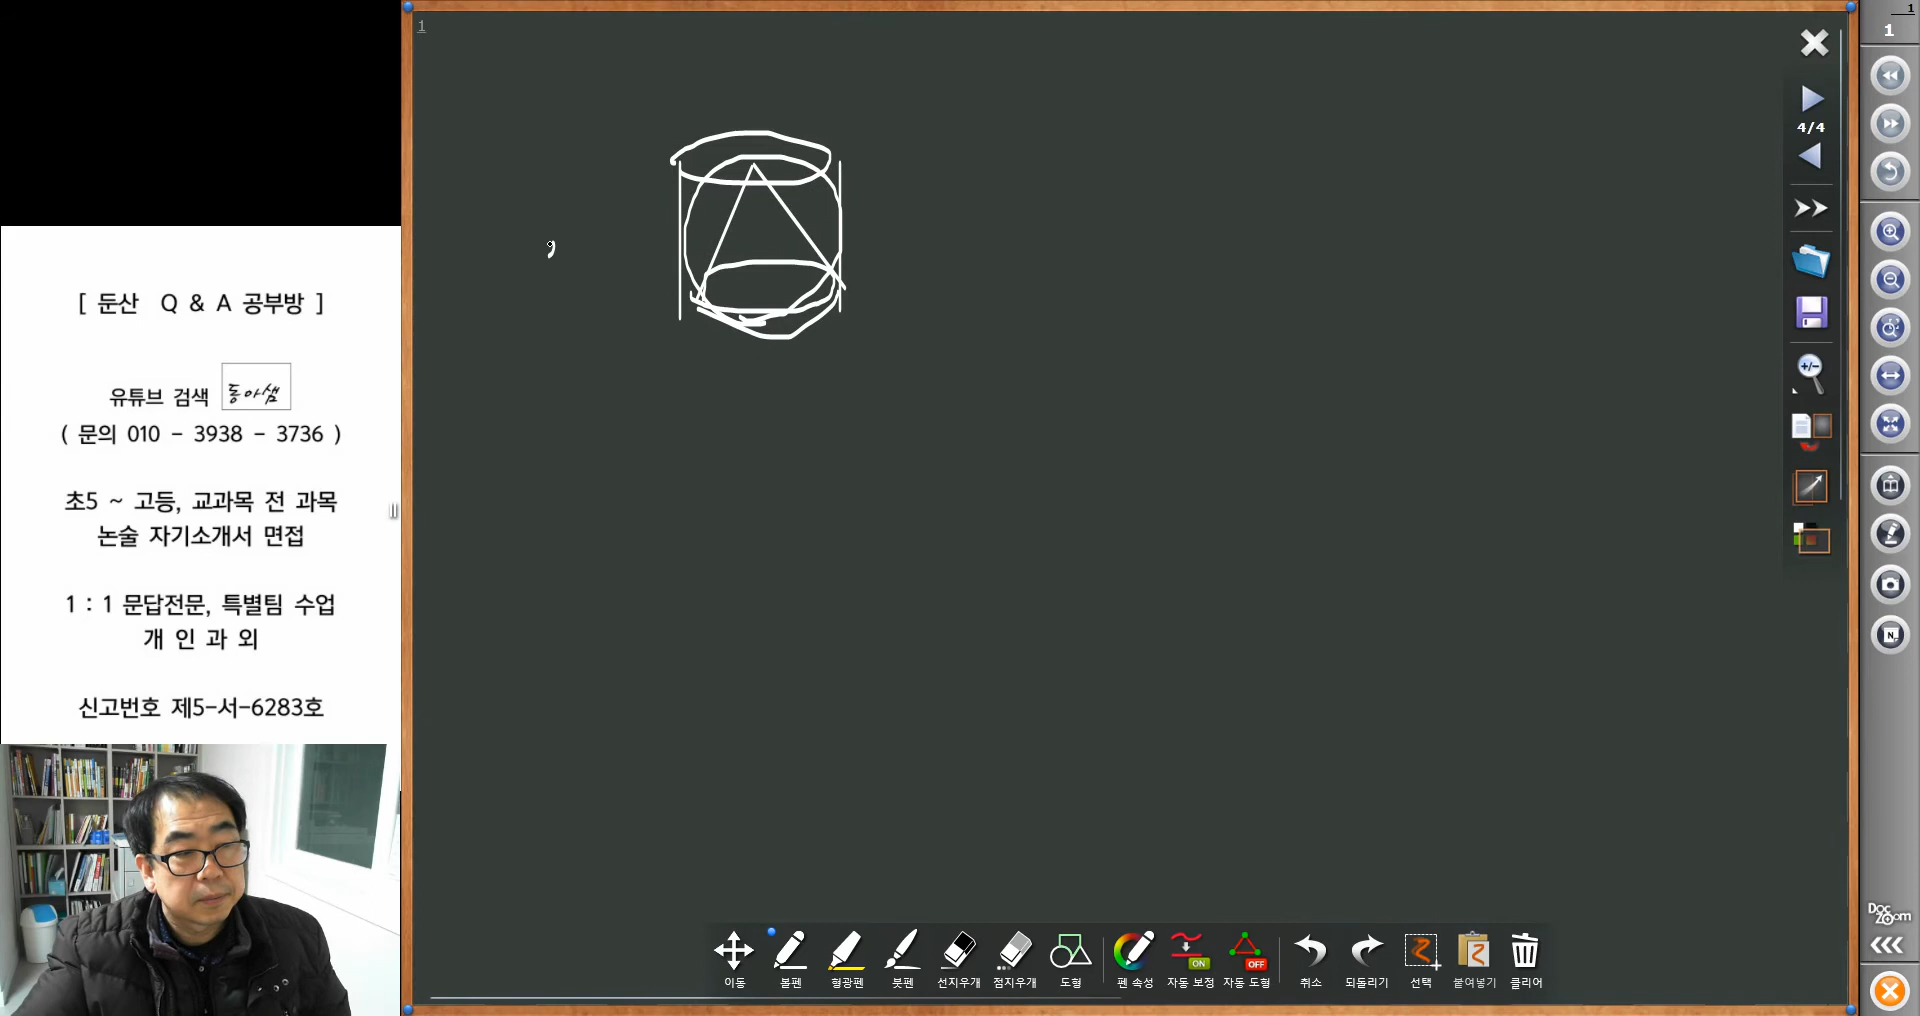 [ 둔산 Q & A 공부방 ]
유튜브 검색 동아샘
( 문의 010 - 3938 - 3736 )
초5 ~ 고등, 교과목 전 과목
논술 자기소개서 면접
1 : 1 문답전문, 특별팀 수업
개 인 과 외
신고번호 제5-서-6283호
1
4/4
+/-
이동
볼펜
형광펜
붓펜
선지우개
점지우개
도형
펜 속성
ON
자동 보정
OFF
자동 도형
취소
되돌리기
선택
붙여넣기
클리어
1
1
N
Doc Zoom